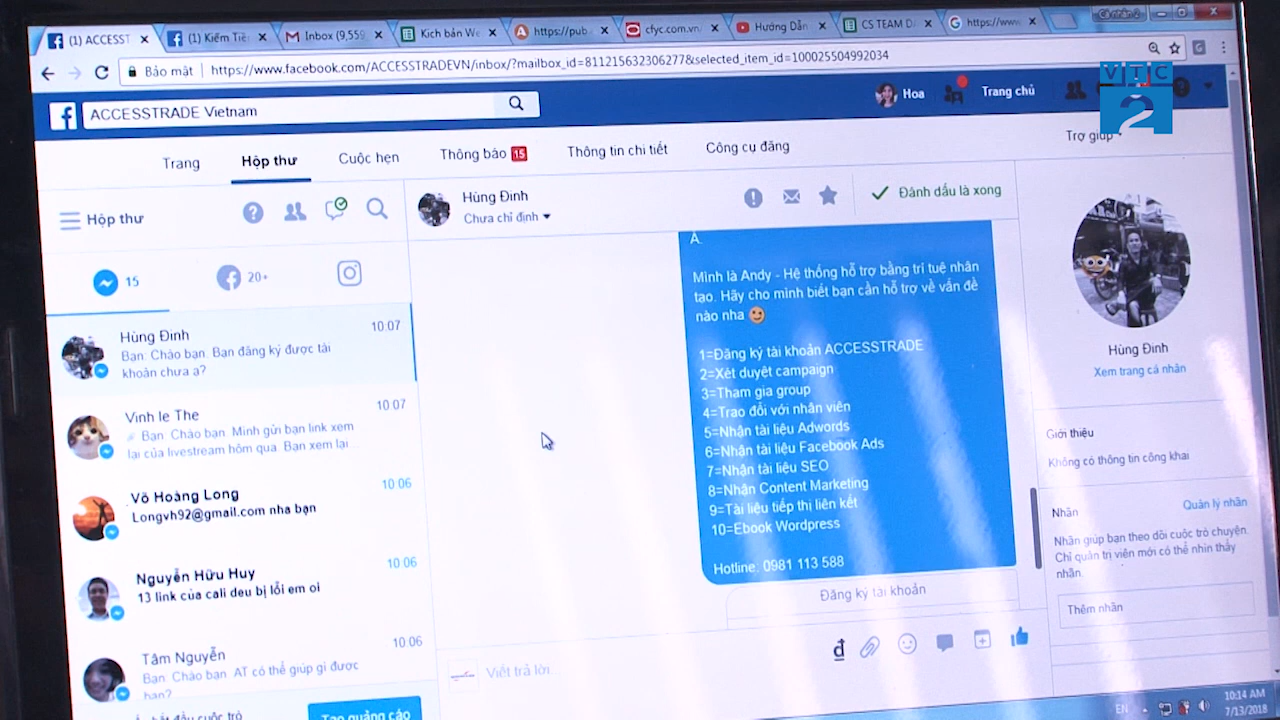 (1) ACCESST
(1) Kiếm Tiề
Inbox (9,559
Kịch bản We
https://pub
cfyc.com.vn
Hướng Dẫn
CS TEAM D
https://www
Cá nhân 2
Bảo mật
https://www.facebook.com/ACCESSTRADEVN/inbox/?mailbox_id=811215632306277&selected_item_id=100025504992034
VTC
2
ACCESSTRADE Vietnam
Hoa
Trang chủ
Trang
Hộp thư
Cuộc hẹn
Thông báo 15
Thông tin chi tiết
Công cụ đăng
Trợ giúp
Hộp thư
Hùng Đinh
Chưa chỉ định
Đánh dấu là xong
15
20+
Hùng Đinh
10:07
Bạn: Chào bạn. Bạn đăng ký được tài
khoản chưa ạ?
Vinh le The
10:07
Bạn: Chào bạn. Mình gửi bạn link xem
lại của livestream hôm qua. Bạn xem lại...
Võ Hoàng Long
10:06
Longvh92@gmail.com nha bạn
Nguyễn Hữu Huy
10:06
13 link của cali deu bị lỗi em oi
Tâm Nguyễn
10:06
Bạn: Chào bạn. AT có thể giúp gì được
bạn?
bắt đầu cuộc trò
Tạo quảng cáo
A.
Mình là Andy - Hệ thống hỗ trợ bằng trí tuệ nhân
tạo. Hãy cho mình biết bạn cần hỗ trợ về vấn đề
nào nha
1=Đăng ký tài khoản ACCESSTRADE
2=Xét duyệt campaign
3=Tham gia group
4=Trao đổi với nhân viên
5=Nhận tài liệu Adwords
6=Nhận tài liệu Facebook Ads
7=Nhận tài liệu SEO
8=Nhận Content Marketing
9=Tài liệu tiếp thị liên kết
10=Ebook Wordpress
Hotline: 0981 113 588
Đăng ký tài khoản
Viết trả lời...
Hùng Đinh
Xem trang cá nhân
Giới thiệu
Không có thông tin công khai
Nhãn
Quản lý nhãn
Nhãn giúp bạn theo dõi cuộc trò chuyện.
Chỉ quản trị viên mới có thể nhìn thấy
nhãn.
Thêm nhãn
EN
10:14 AM
7/13/2018